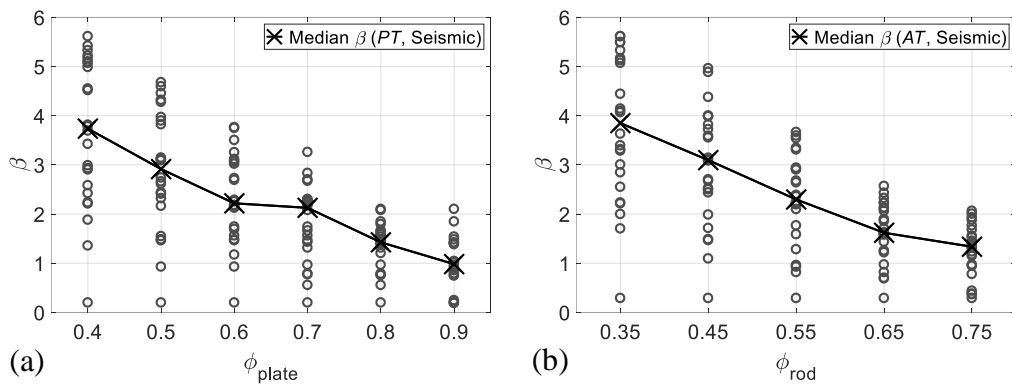 Median β (PT, Seismic)
6
5
4
3
2
1
0
β
0.4 0.5 0.6 0.7 0.8 0.9
ϕplate
(a)
Median β (AT, Seismic)
6
5
4
3
2
1
0
β
0.35 0.45 0.55 0.65 0.75
ϕrod
(b)